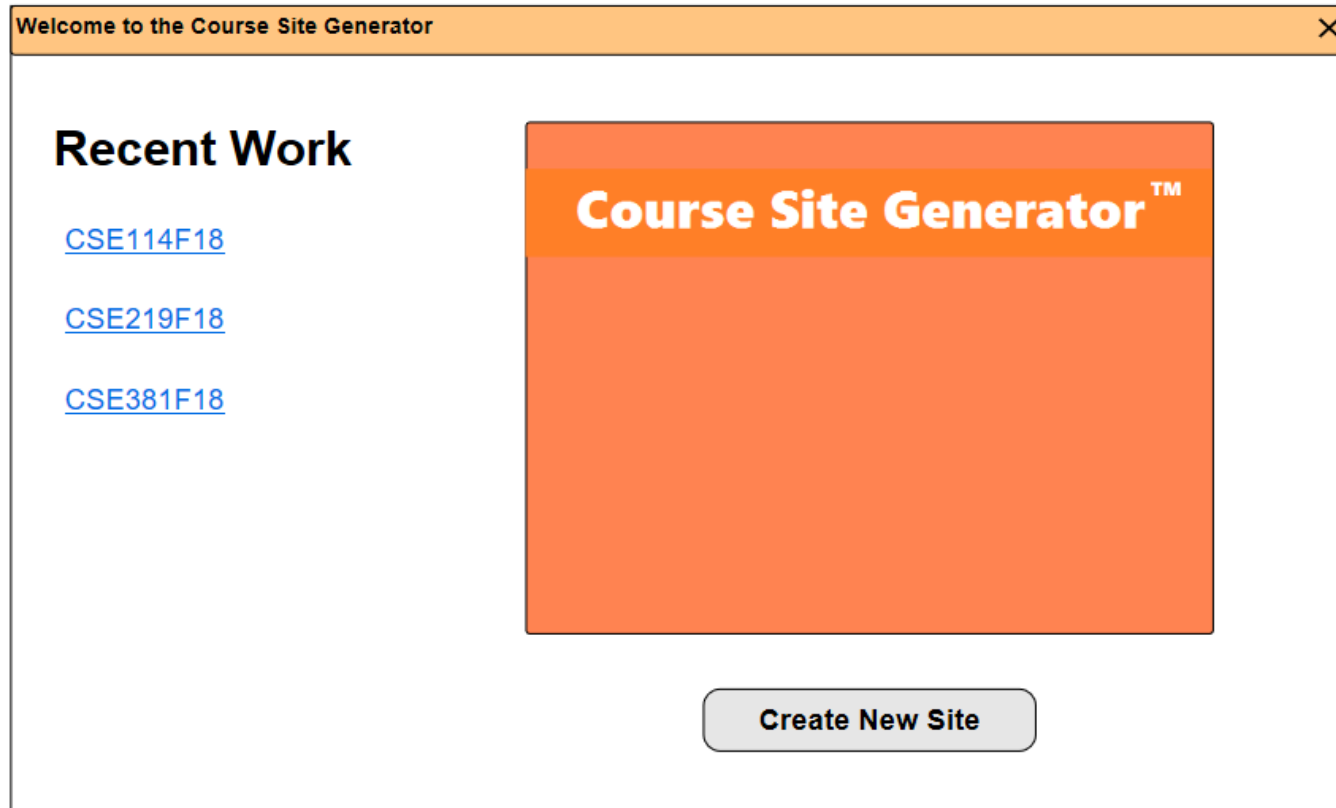 Welcome to the Course Site Generator
Recent Work
CSE114F18
CSE219F18
CSE381F18
Course Site Generator™
Create New Site